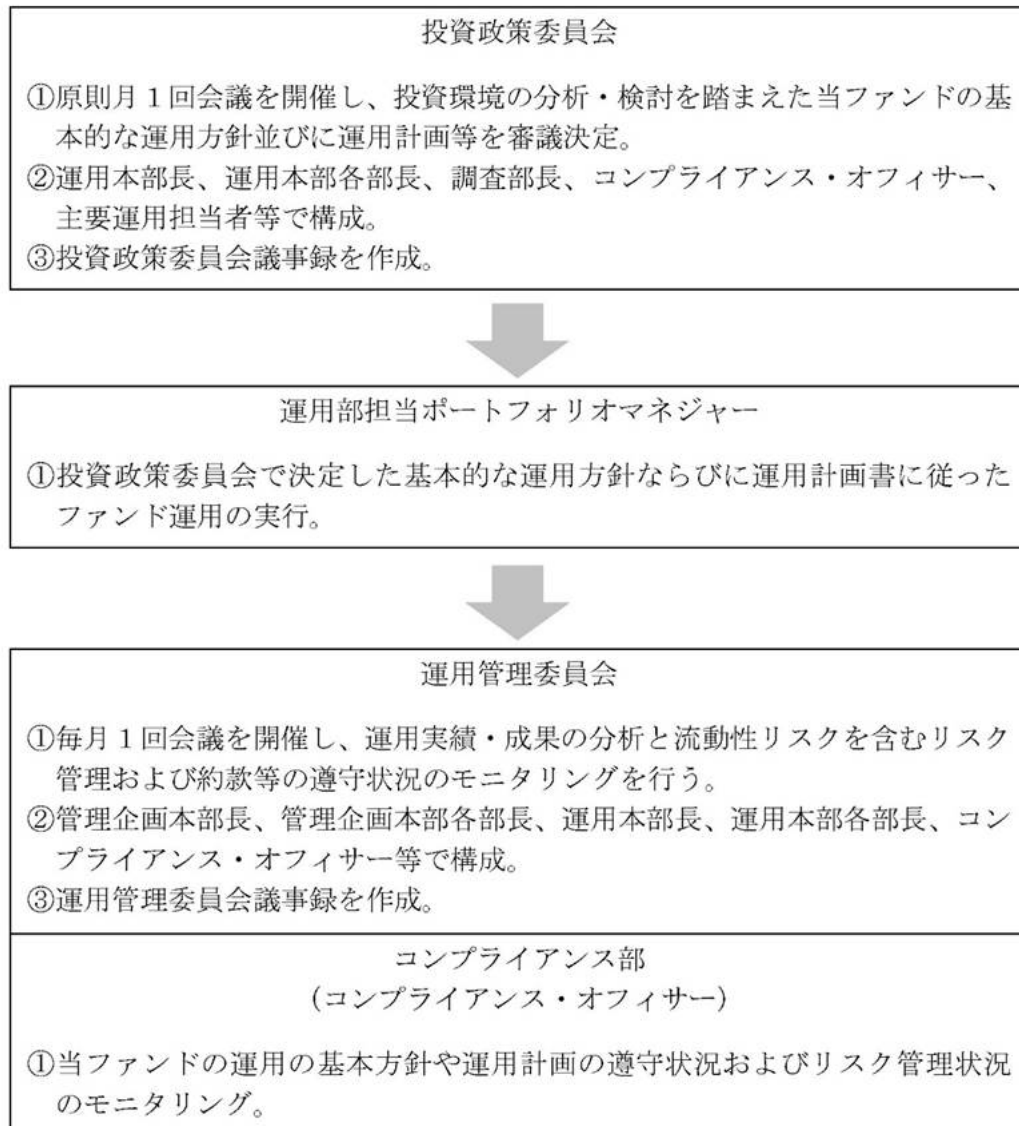 投資政策委員会
①原則月1回会議を開催し、投資環境の分析・検討を踏まえた当ファンドの基
本的な運用方針並びに運用計画等を審議決定。
②運用本部長、運用本部各部長、調査部長、コンプライアンス・オフィサー、
主要運用担当者等で構成。
③投資政策委員会議事録を作成。
運用部担当ポートフォリオマネジャー
①投資政策委員会で決定した基本的な運用方針ならびに運用計画書に従った
ファンド運用の実行。
運用管理委員会
①毎月1回会議を開催し、運用実績・成果の分析と流動性リスクを含むリスク
管理および約款等の遵守状況のモニタリングを行う。
②管理企画本部長、管理企画本部各部長、運用本部長、運用本部各部長、コン
プライアンス・オフィサー等で構成。
③運用管理委員会議事録を作成。
コンプライアンス部
(コンプライアンス・オフィサー)
①当ファンドの運用の基本方針や運用計画の遵守状況およびリスク管理状況
のモニタリング。